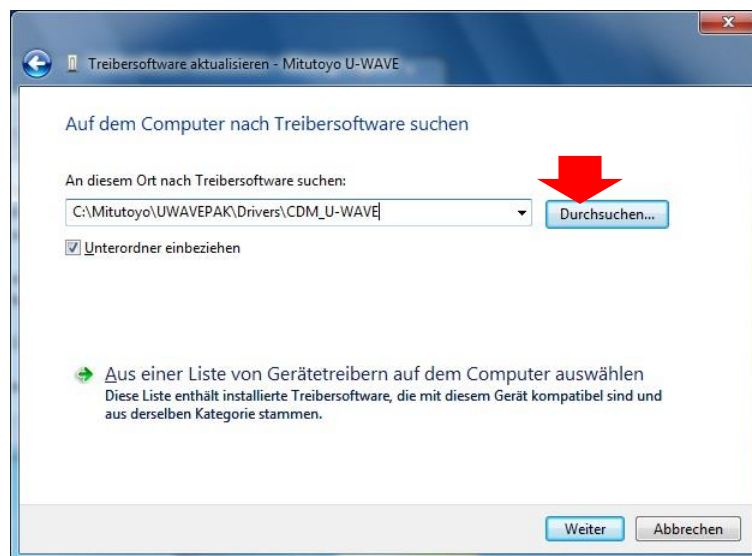 Treibersoftware aktualisieren - Mitutoyo U-WAVE
Auf dem Computer nach Treibersoftware suchen
An diesem Ort nach Treibersoftware suchen:
C:\Mitutoyo\UWAVEPAK\Drivers\CDM_U-WAVE
Durchsuchen...
Unterordner einbeziehen
Aus einer Liste von Gerätetreibern auf dem Computer auswählen
Diese Liste enthält installierte Treibersoftware, die mit diesem Gerät kompatibel sind und
aus derselben Kategorie stammen.
Weiter
Abbrechen